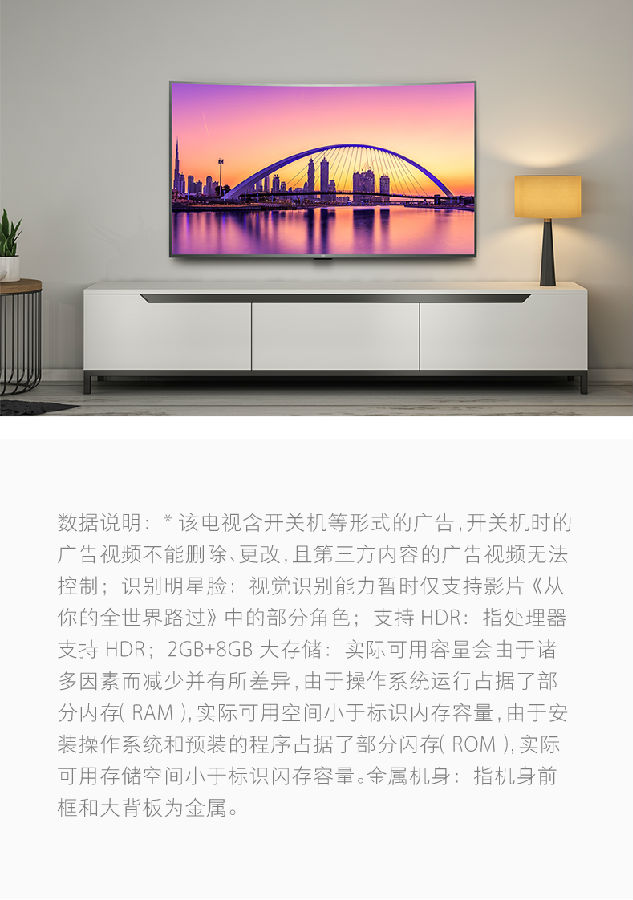 数据说明：*该电视含开关机等形式的广告,开关机时的
广告视频不能删除、更改,且第三方内容的广告视频无法
控制；识别明星脸：视觉识别能力暂时仅支持影片《从
你的全世界路过》中的部分角色；支持 HDR：指处理器
支持 HDR；2GB+8GB 大存储：实际可用容量会由于诸
多因素而减少并有所差异,由于操作系统运行占据了部
分内存( RAM ),实际可用空间小于标识内存容量,由于安
装操作系统和预装的程序占据了部分闪存( ROM ),实际
可用存储空间小于标识闪存容量。金属机身：指机身前
框和大背板为金属。